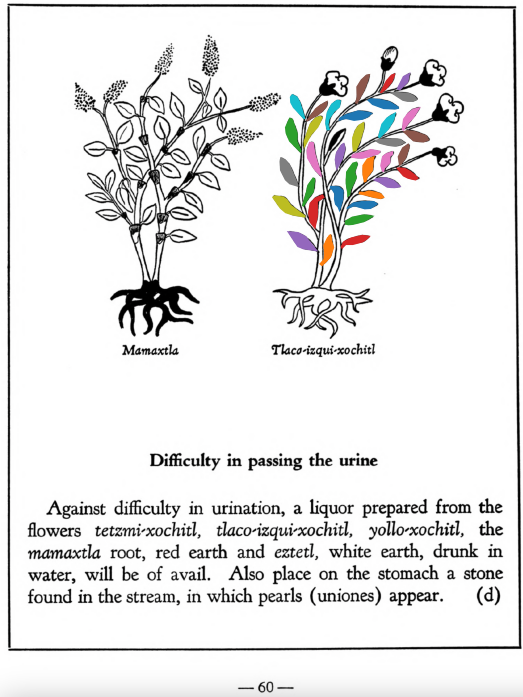 Mamaxtla
Tlaco-izqui-xochitl
Difficulty in passing the urine
Against difficulty in urination, a liquor prepared from the
flowers tetzmi-xochitl, tlaco-izqui-xochitl, yollo-xochitl, the
mamaxtla root, red earth and eztetl, white earth, drunk in
water, will be of avail. Also place on the stomach a stone
found in the stream, in which pearls (uniones) appear. (d)
— 60 —